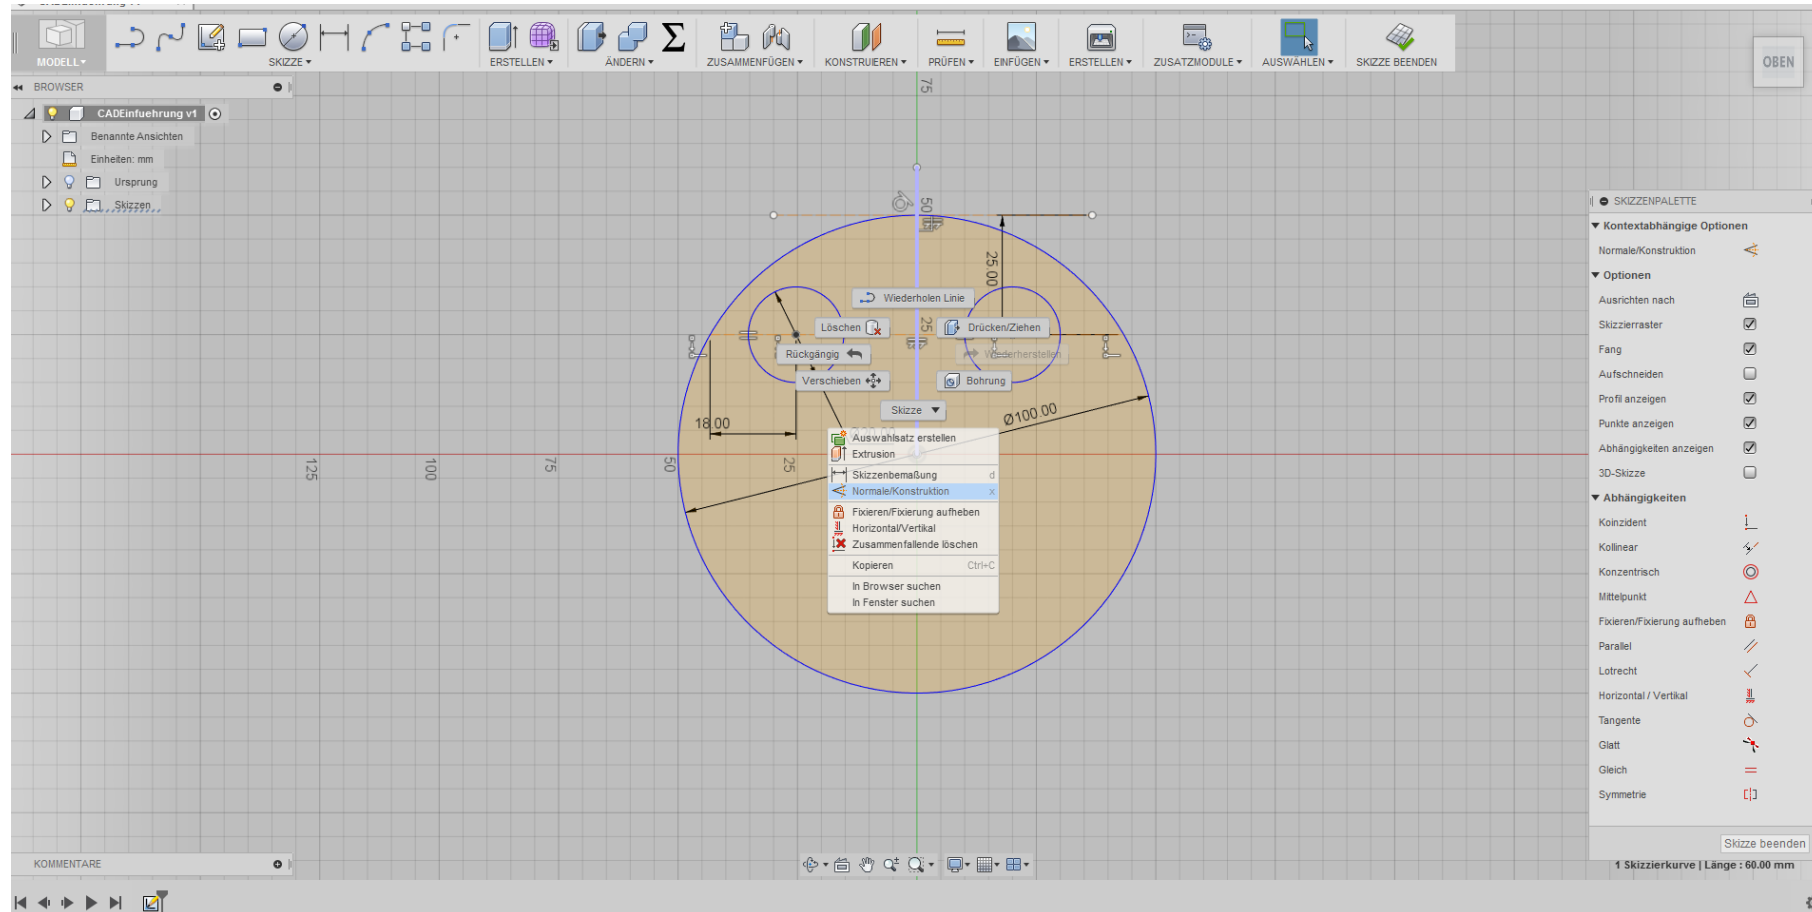 MODELL
SKIZZE
ERSTELLEN
ÄNDERN
ZUSAMMENFÜGEN
KONSTRUIEREN
PRÜFEN
EINFÜGEN
ERSTELLEN
ZUSATZMODULE
AUSWÄHLEN
SKIZZE BEENDEN
OBEN
BROWSER
CADEinfuehrung v1
Benannte Ansichten
Einheiten: mm
Ursprung
Skizzen
75
50
25
25.00
18.00
Ø100.00
125
100
75
50
25
Wiederholen Linie
Löschen
Drücken/Ziehen
Rückgängig
Wiederherstellen
Verschieben
Bohrung
Skizze
Auswahlsatz erstellen
Extrusion
Skizzenbemaßung d
Normale/Konstruktion x
Fixieren/Fixierung aufheben
Horizontal/Vertikal
Zusammenfallende löschen
Kopieren Ctrl+C
In Browser suchen
In Fenster suchen
SKIZZENPALETTE
Kontextabhängige Optionen
Normale/Konstruktion
Optionen
Ausrichten nach
Skizzierraster
Fang
Aufschneiden
Profil anzeigen
Punkte anzeigen
Abhängigkeiten anzeigen
3D-Skizze
Abhängigkeiten
Koinzident
Kollinear
Konzentrisch
Mittelpunkt
Fixieren/Fixierung aufheben
Parallel
Lotrecht
Horizontal / Vertikal
Tangente
Glatt
Gleich
Symmetrie
Skizze beenden
KOMMENTARE
1 Skizzierkurve | Länge : 60.00 mm